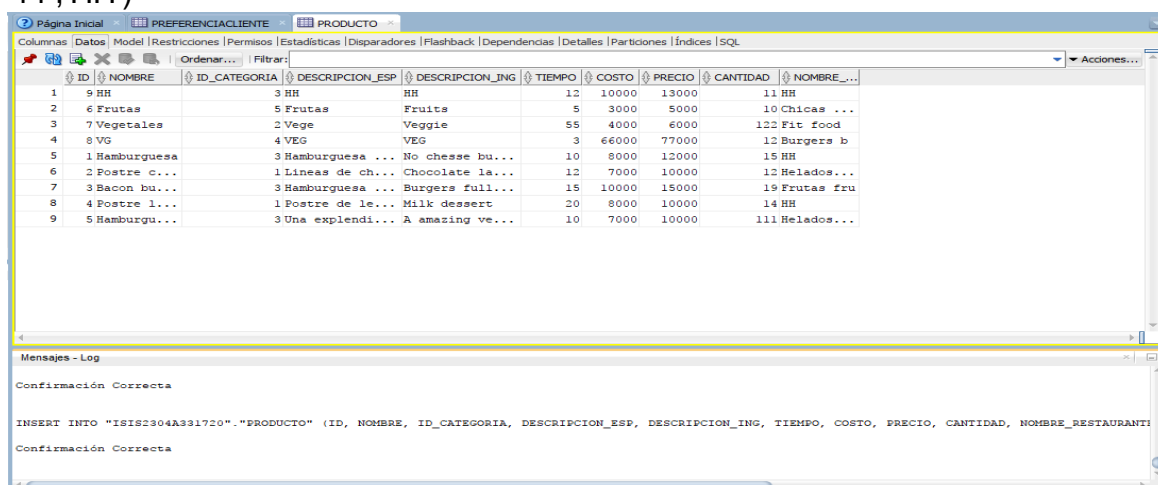 Página Inicial PREFERENCIACLIENTE PRODUCTO
Columnas Datos Model Restricciones Permisos Estadísticas Disparadores Flashback Dependencias Detalles Particiones Índices SQL
Ordenar... Filtrar: Acciones...
ID NOMBRE ID_CATEGORIA DESCRIPCION_ESP DESCRIPCION_ING TIEMPO COSTO PRECIO CANTIDAD NOMBRE_...
1 9 HH 3 HH HH 12 10000 13000 11 HH
2 6 Frutas 5 Frutas Fruits 5 3000 5000 10 Chicas ...
3 7 Vegetales 2 Vege Veggie 55 4000 6000 122 Fit food
4 8 VG 4 VEG VEG 3 66000 77000 12 Burgers b
5 1 Hamburguesa 3 Hamburguesa ... No chesse bu... 10 8000 12000 15 HH
6 2 Postre c... 1 Lineas de ch... Chocolate la... 12 7000 10000 12 Helados...
7 3 Bacon bu... 3 Hamburguesa ... Burgers full... 15 10000 15000 19 Frutas fru
8 4 Postre l... 1 Postre de le... Milk dessert 20 8000 10000 14 HH
9 5 Hamburgu... 3 Una explendi... A amazing ve... 10 7000 10000 111 Helados...
Mensajes - Log
Confirmación Correcta
INSERT INTO "ISIS2304A331720"."PRODUCTO" (ID, NOMBRE, ID_CATEGORIA, DESCRIPCION_ESP, DESCRIPCION_ING, TIEMPO, COSTO, PRECIO, CANTIDAD, NOMBRE_RESTAURANT
Confirmación Correcta